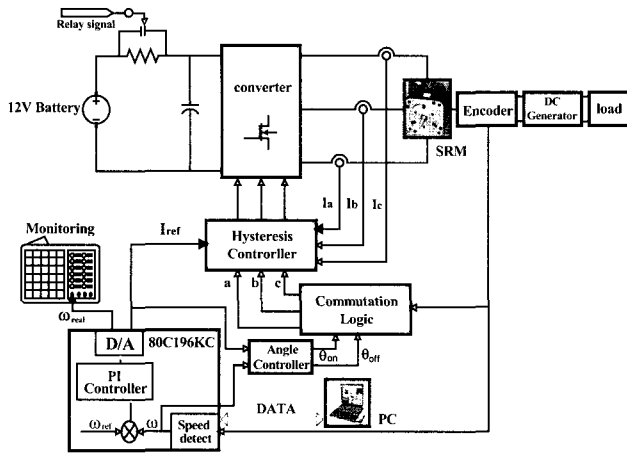 Relay signal
12V Battery
converter
SRM
Encoder
DC
Generator
load
Ia
Ib
Ic
Monitoring
Iref
Hysteresis
Controrller
a
b
c
Commutation
Logic
ωreal
D/A
80C196KC
Angle
Controller
θon
θoff
PI
Controller
DATA
PC
ωref
ω
Speed
detect